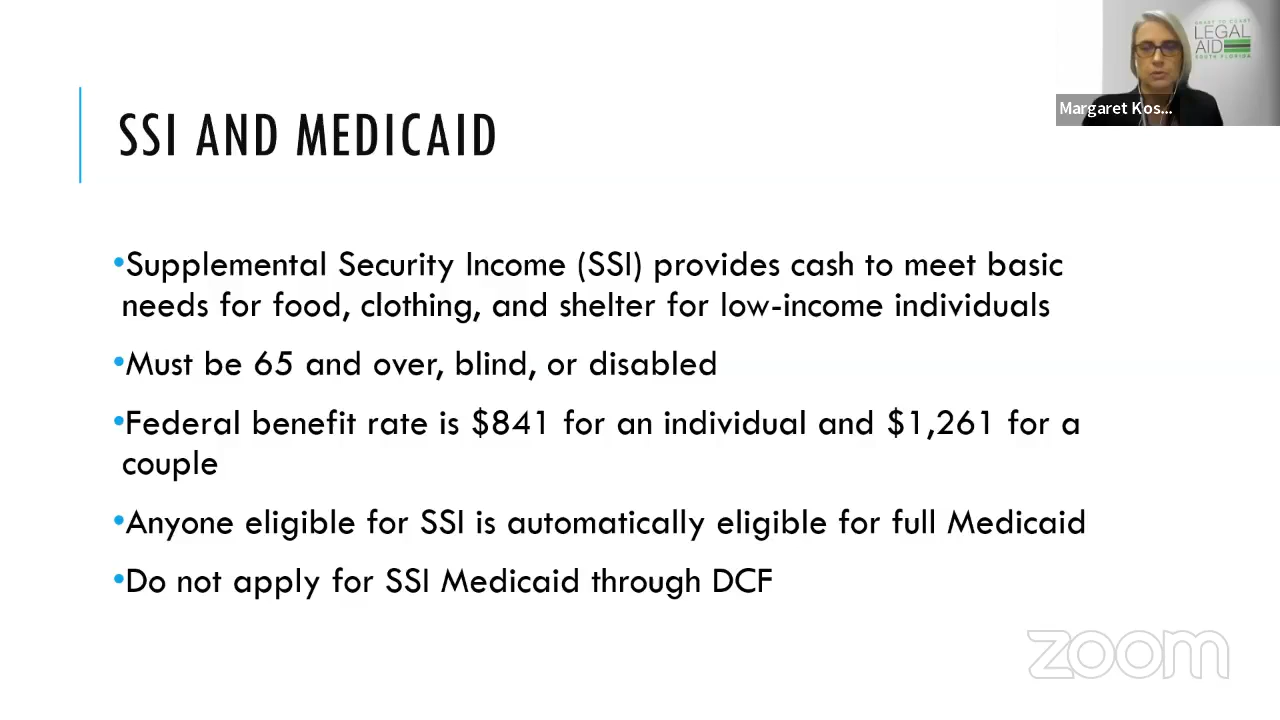 COAST TO COAST
LEGAL
AID
SOUTH FLORIDA
Margaret Kos...
SSI AND MEDICAID
•Supplemental Security Income (SSI) provides cash to meet basic
needs for food, clothing, and shelter for low-income individuals
•Must be 65 and over, blind, or disabled
•Federal benefit rate is $841 for an individual and $1,261 for a
couple
•Anyone eligible for SSI is automatically eligible for full Medicaid
•Do not apply for SSI Medicaid through DCF
zoom